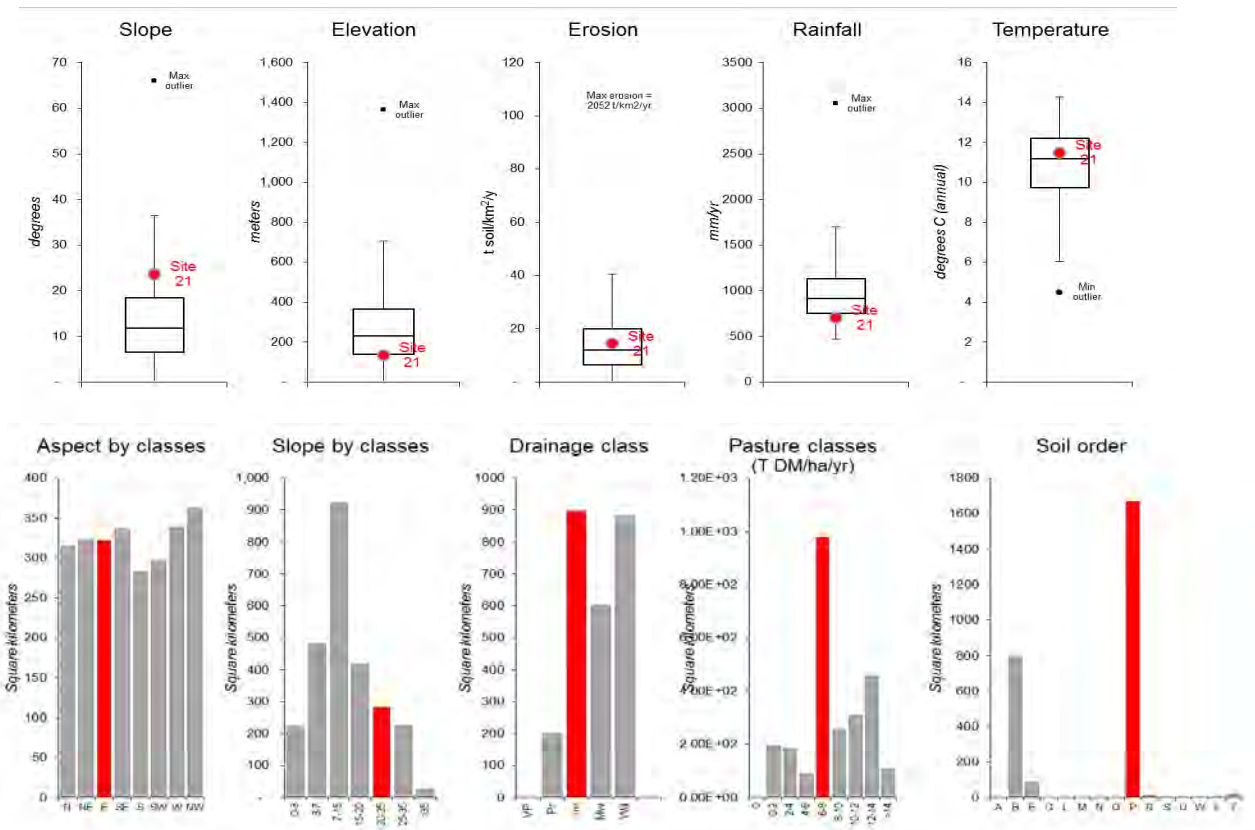 Slope
Elevation
Erosion
Rainfall
Temperature
70
60
50
40
30
20
10
-
degrees
Max
outlier
Site
21
1,600
1,400
1,200
1,000
800
600
400
200
-
meters
Max
outlier
Site
21
120
100
80
60
40
20
-
t soil/km²/y
Max erosion =
2052 t/km2/yr
Site
21
3500
3000
2500
2000
1500
1000
500
0
mm/yr
Max
outlier
Site
21
16
14
12
10
8
6
4
2
-
degrees C (annual)
Site
21
Min
outlier
Aspect by classes
Slope by classes
Drainage class
Pasture classes
(T DM/ha/yr)
Soil order
400
350
300
250
200
150
100
50
0
Square kilometers
N NE E SE S SW W NW
1,000
900
800
700
600
500
400
300
200
100
-
Square kilometers
0-3 3-7 7-15 15-20 20-25 25-35 >35
1000
900
800
700
600
500
400
300
200
100
0
Square kilometers
VP
1.20E+03
1.00E+03
8.00E+02
6.00E+02
4.00E+02
2.00E+02
0.00E+00
Square kilometers
0 0-2 2-4 4-6 6-8 8-10 10-12 12-14 >14
1800
1600
1400
1200
1000
800
600
400
200
0
Square kilometers
A B E G L M N O P R S U W